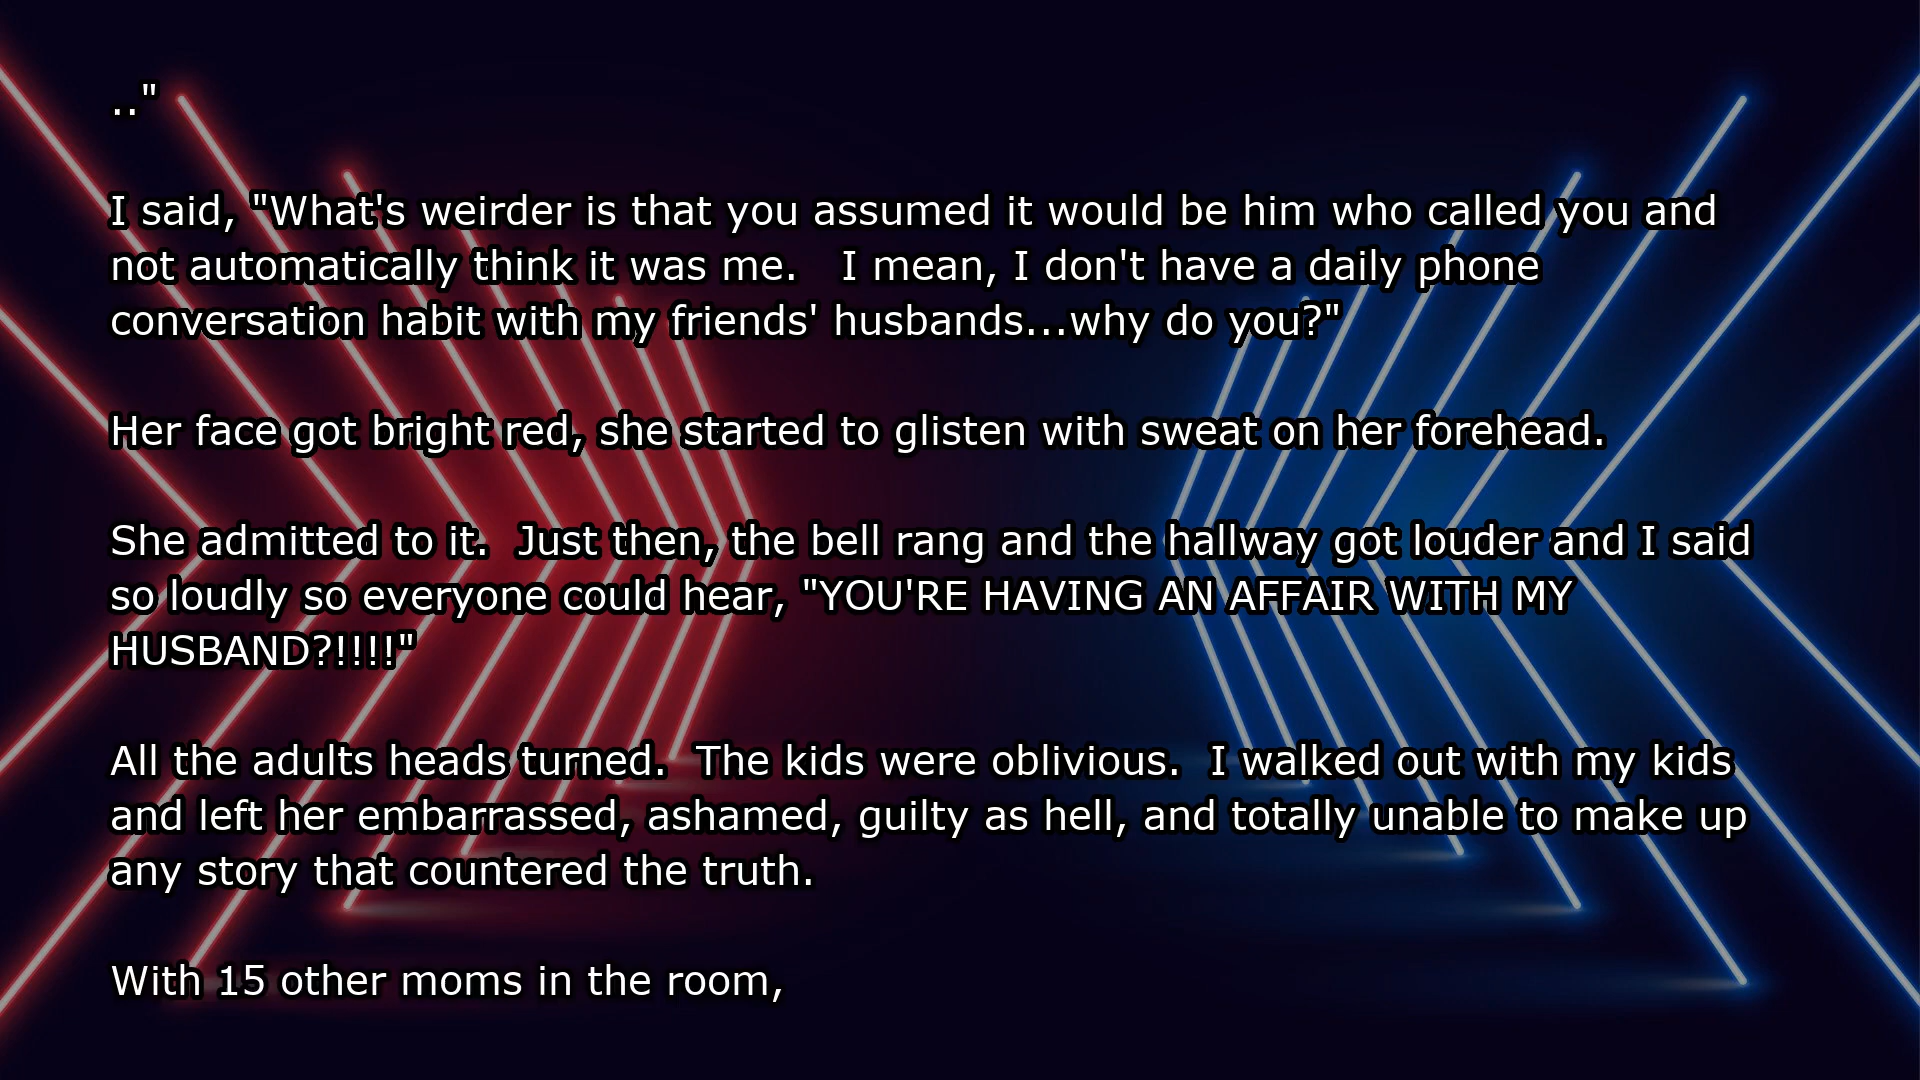 .."
I said, "What's weirder is that you assumed it would be him who called you and
not automatically think it was me.   I mean, I don't have a daily phone
conversation habit with my friends' husbands...why do you?"
Her face got bright red, she started to glisten with sweat on her forehead.
She admitted to it.  Just then, the bell rang and the hallway got louder and I said
so loudly so everyone could hear, "YOU'RE HAVING AN AFFAIR WITH MY
HUSBAND?!!!!"
All the adults heads turned.  The kids were oblivious.  I walked out with my kids
and left her embarrassed, ashamed, guilty as hell, and totally unable to make up
any story that countered the truth.
With 15 other moms in the room,